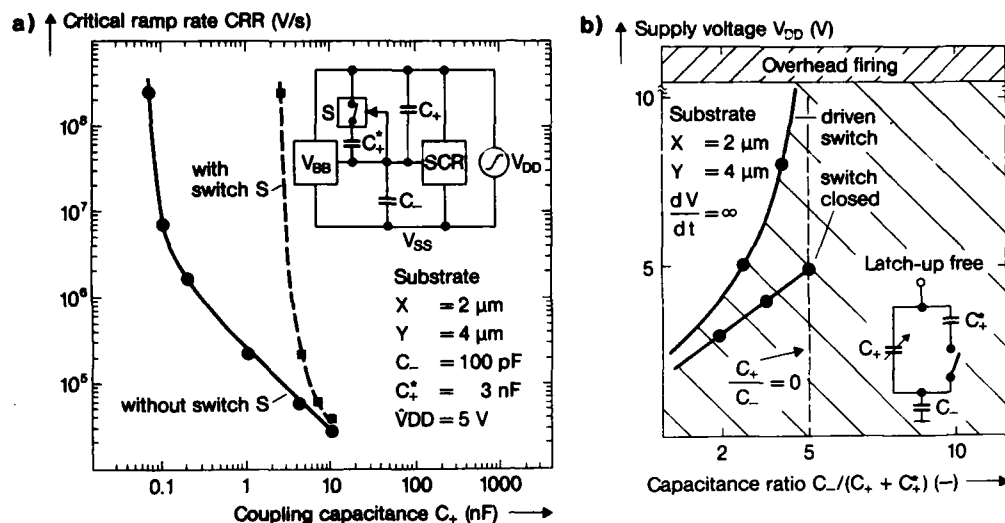 a)
Critical ramp rate CRR (V/s)
10⁸
10⁷
10⁶
10⁵
0.1
1
10
100
1000
Coupling capacitance C₊ (nF)
with
switch S
without switch S
S
C₊*
C₊
V_BB
SCR
V_DD
C₋
V_SS
Substrate
X = 2 µm
Y = 4 µm
C₋ = 100 pF
C₊* = 3 nF
V̂DD = 5 V
b)
Supply voltage V_DD (V)
Overhead firing
10
5
Substrate
X = 2 µm
Y = 4 µm
dV/dt = ∞
driven
switch
switch
closed
Latch-up free
C₊*
C₊
C₋
C₊/C₋ = 0
2
5
10
Capacitance ratio C₋/(C₊ + C₊*) (−)